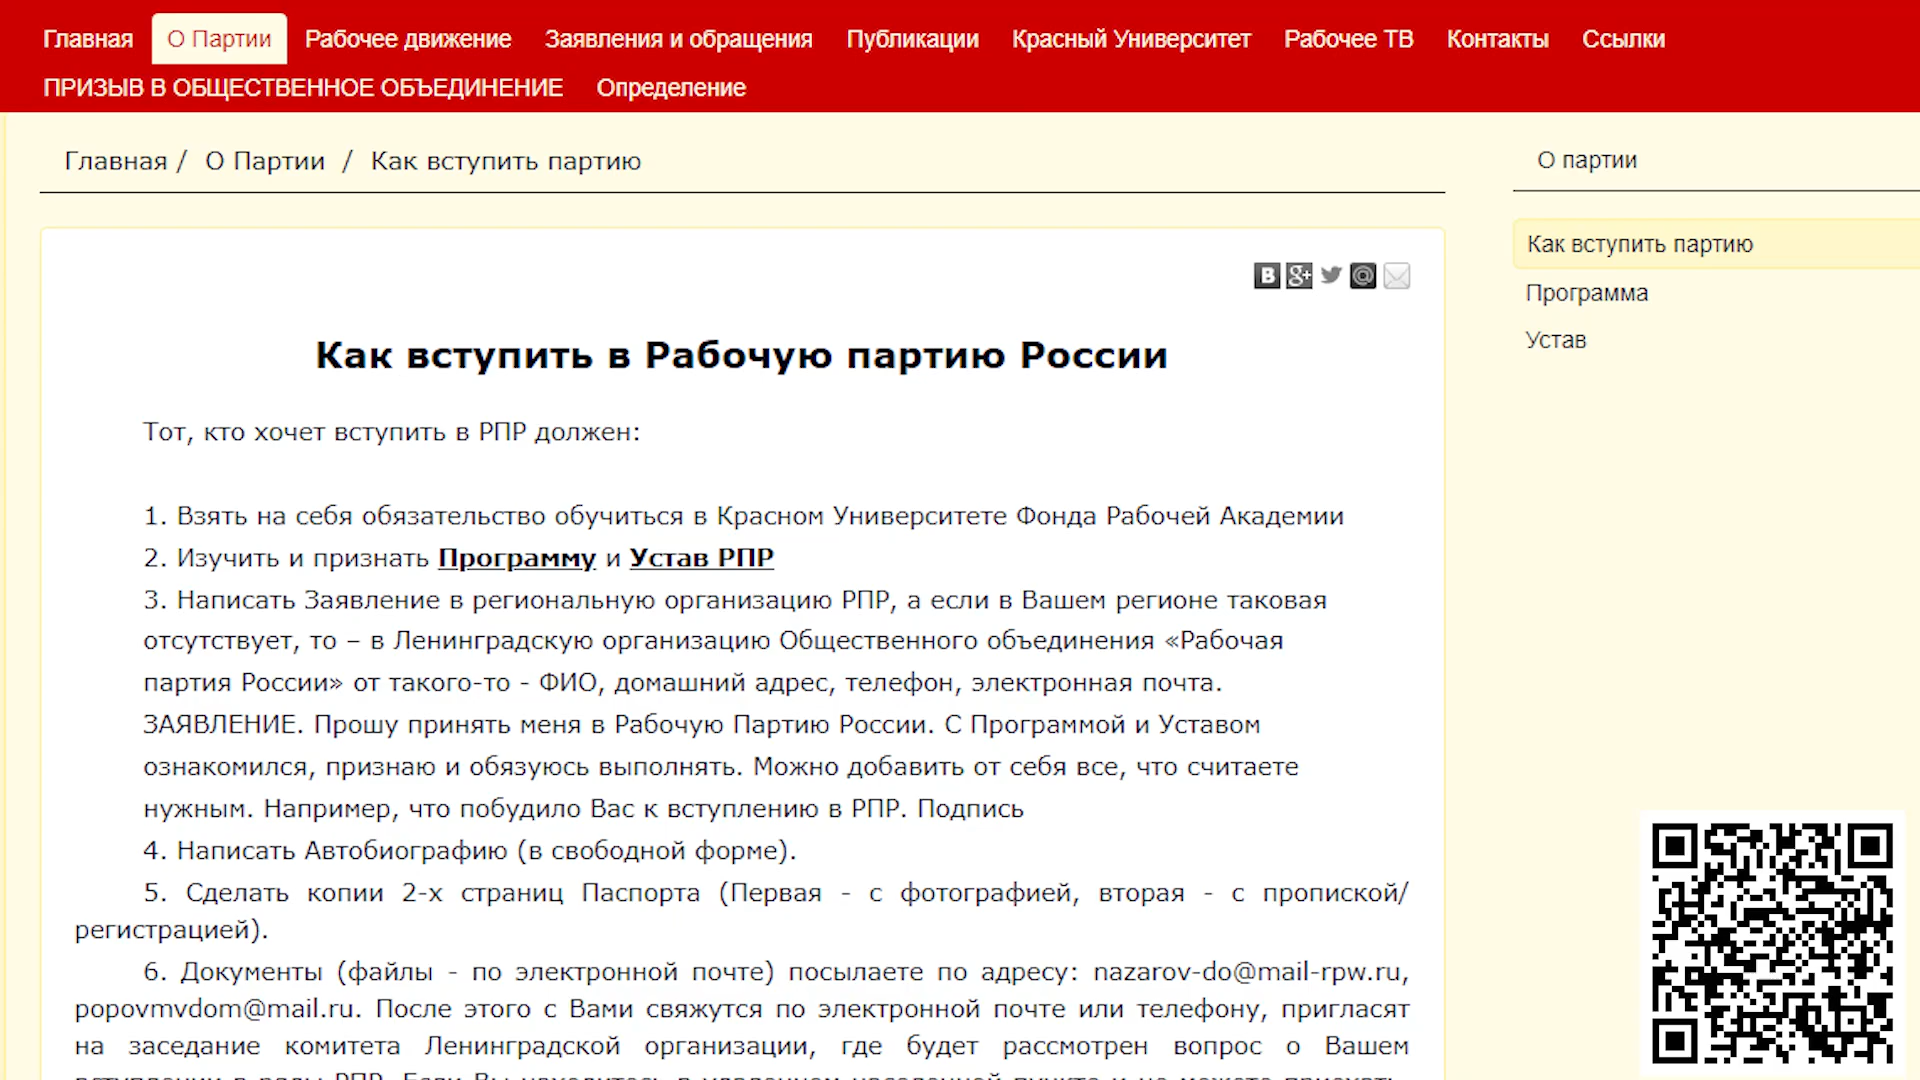 Главная О Партии Рабочее движение Заявления и обращения Публикации Красный Университет Рабочее ТВ Контакты Ссылки
ПРИЗЫВ В ОБЩЕСТВЕННОЕ ОБЪЕДИНЕНИЕ Определение
Главная / О Партии / Как вступить партию
О партии
Как вступить партию
Программа
Устав
Как вступить в Рабочую партию России
Тот, кто хочет вступить в РПР должен:
1. Взять на себя обязательство обучиться в Красном Университете Фонда Рабочей Академии
2. Изучить и признать Программу и Устав РПР
3. Написать Заявление в региональную организацию РПР, а если в Вашем регионе таковая
отсутствует, то – в Ленинградскую организацию Общественного объединения «Рабочая
партия России» от такого-то - ФИО, домашний адрес, телефон, электронная почта.
ЗАЯВЛЕНИЕ. Прошу принять меня в Рабочую Партию России. С Программой и Уставом
ознакомился, признаю и обязуюсь выполнять. Можно добавить от себя все, что считаете
нужным. Например, что побудило Вас к вступлению в РПР. Подпись
4. Написать Автобиографию (в свободной форме).
5. Сделать копии 2-х страниц Паспорта (Первая - с фотографией, вторая - с пропиской/
регистрацией).
6. Документы (файлы - по электронной почте) посылаете по адресу: nazarov-do@mail-rpw.ru,
popovmvdom@mail.ru. После этого с Вами свяжутся по электронной почте или телефону, пригласят
на заседание комитета Ленинградской организации, где будет рассмотрен вопрос о Вашем